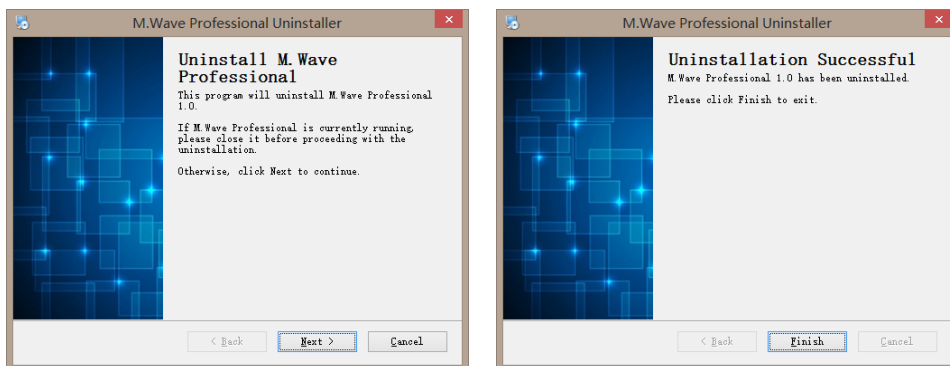 M.Wave Professional Uninstaller
Uninstall M.Wave
Professional
This program will uninstall M.Wave Professional
1.0.
If M.Wave Professional is currently running,
please close it before proceeding with the
uninstallation.
Otherwise, click Next to continue.
< Back
Next >
Cancel
M.Wave Professional Uninstaller
Uninstallation Successful
M.Wave Professional 1.0 has been uninstalled.
Please click Finish to exit.
< Back
Finish
Cancel